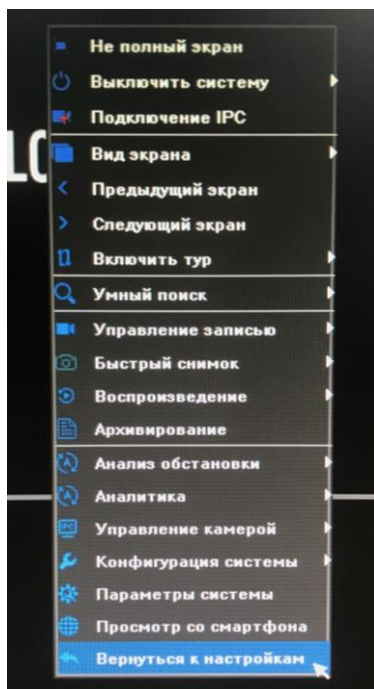 Не полный экран
Выключить систему
Подключение IPC
Вид экрана
Предыдущий экран
Следующий экран
Включить тур
Умный поиск
Управление записью
Быстрый снимок
Воспроизведение
Архивирование
Анализ обстановки
Аналитика
Управление камерой
Конфигурация системы
Параметры системы
Просмотр со смартфона
Вернуться к настройкам